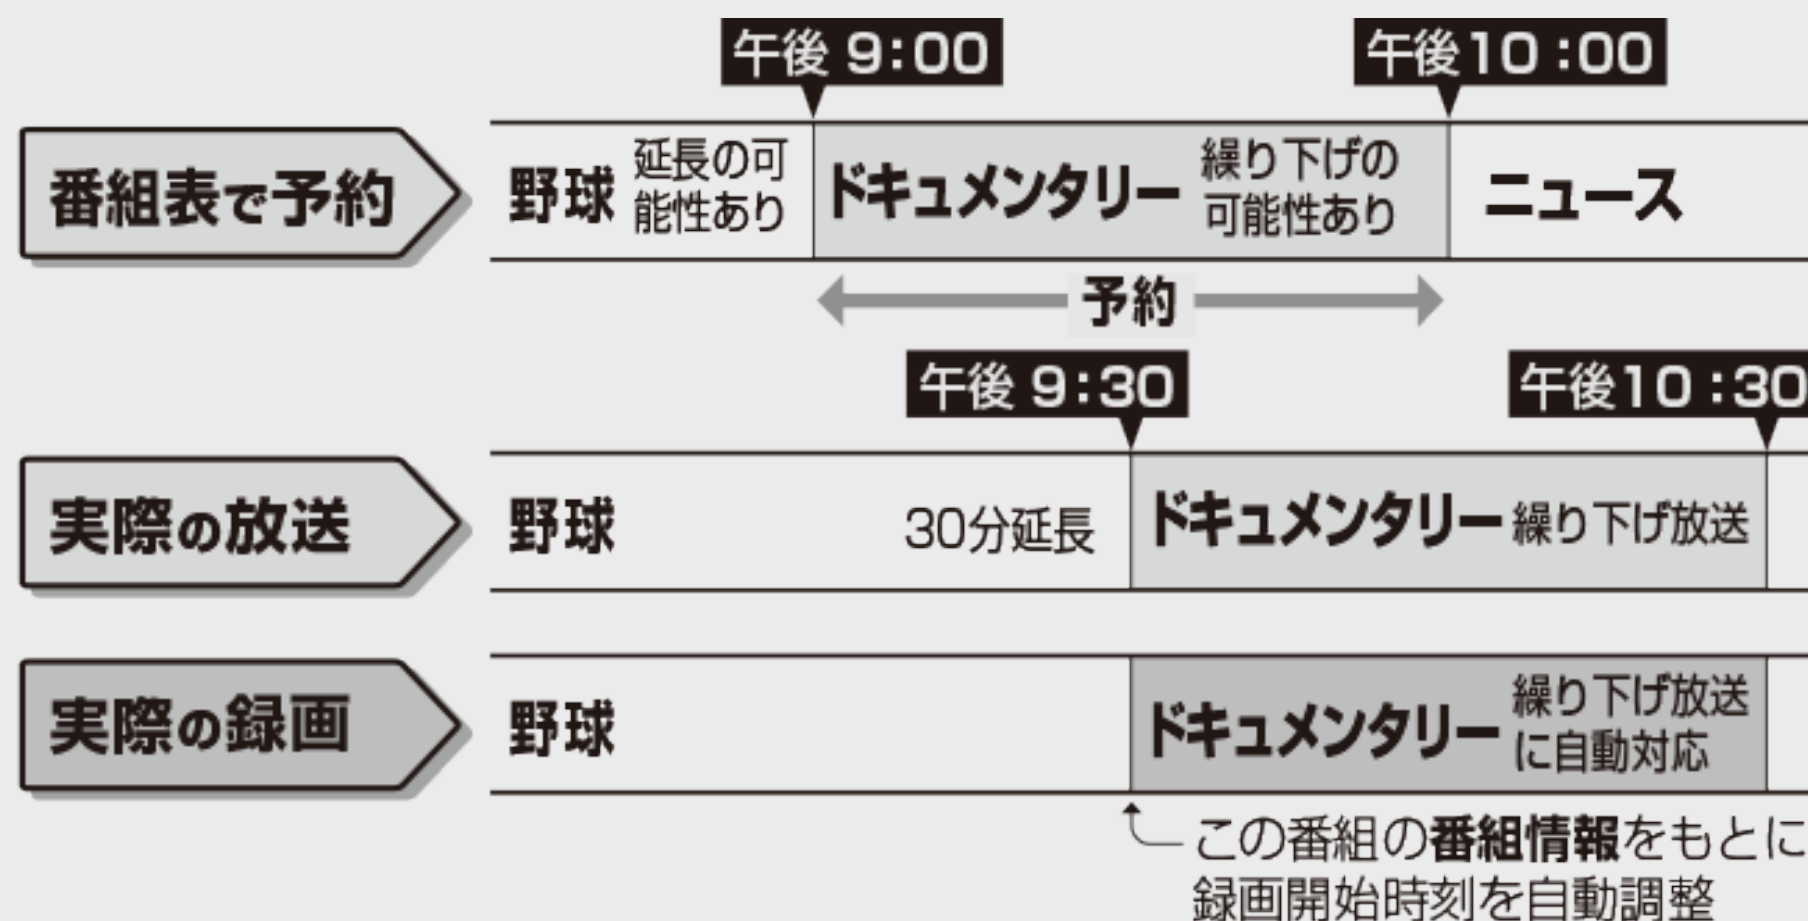 午後 9:00
午後10:00
番組表で予約
野球
延長の可
能性あり
ドキュメンタリー
繰り下げの
可能性あり
ニュース
予約
午後 9:30
午後10:30
実際の放送
野球
30分延長
ドキュメンタリー
繰り下げ放送
実際の録画
野球
ドキュメンタリー
繰り下げ放送
に自動対応
この番組の番組情報をもとに
録画開始時刻を自動調整